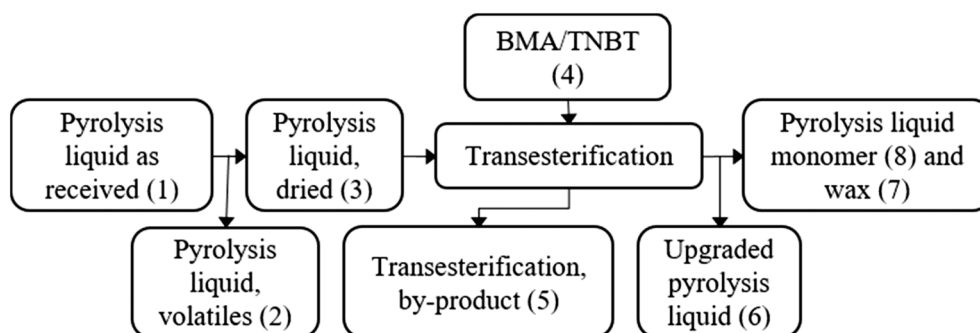 BMA/TNBT
(4)
Pyrolysis
liquid as
received (1)
Pyrolysis
liquid,
dried (3)
Transesterification
Pyrolysis liquid
monomer (8) and
wax (7)
Pyrolysis
liquid,
volatiles (2)
Transesterification,
by-product (5)
Upgraded
pyrolysis
liquid (6)